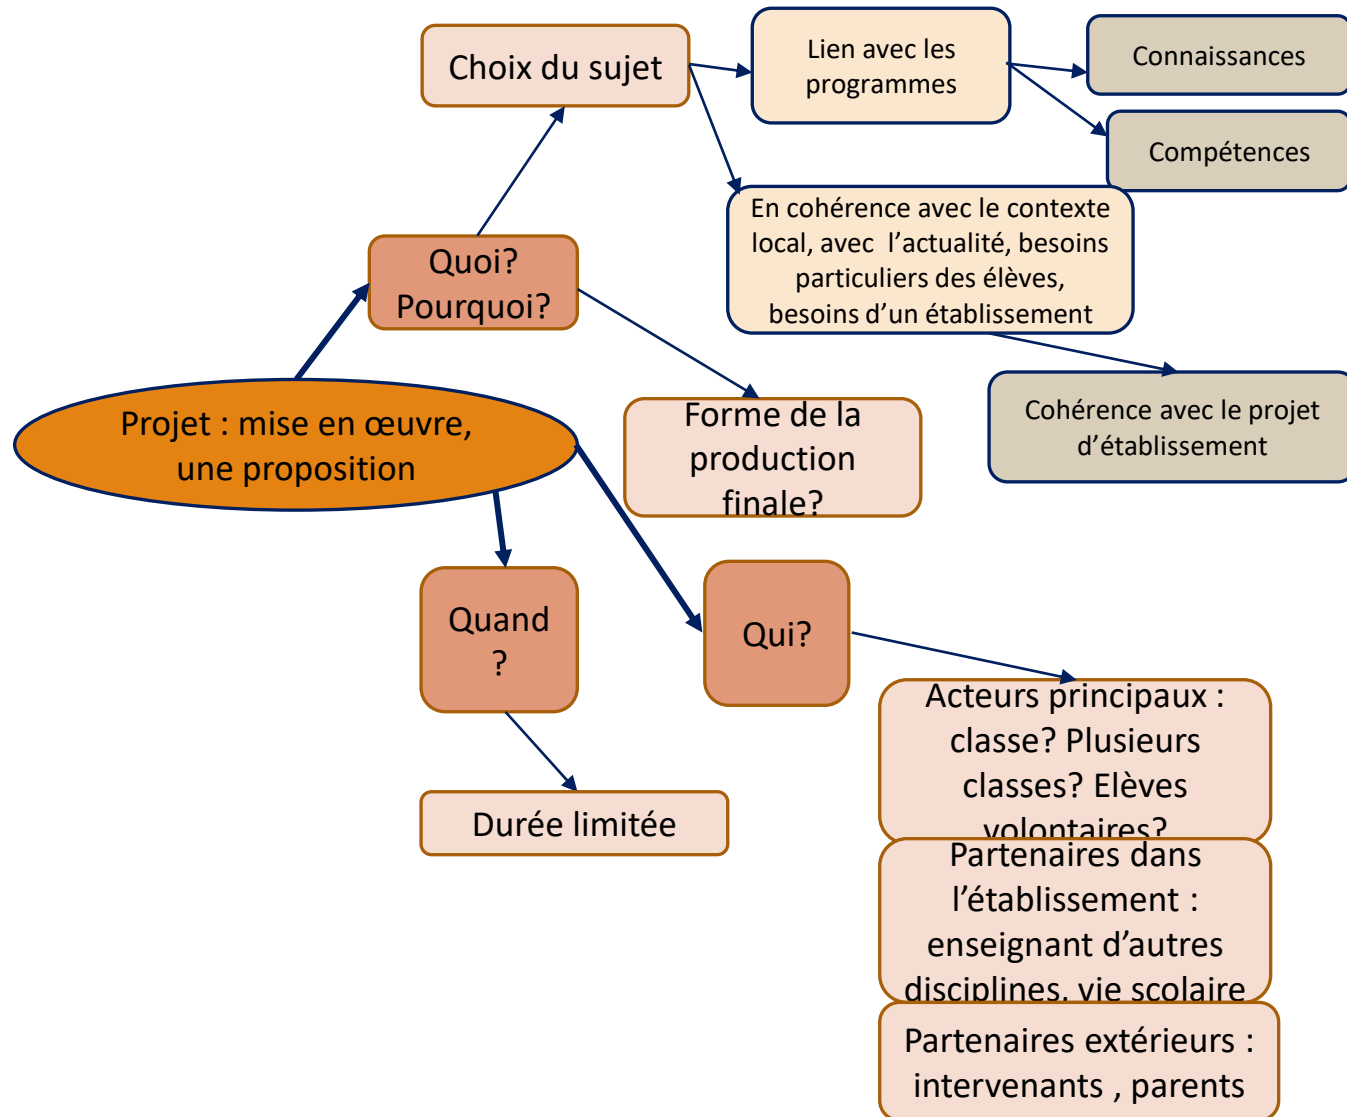 Choix du sujet
Lien avec les
programmes
Connaissances
Compétences
En cohérence avec le contexte
local, avec  l’actualité, besoins
particuliers des élèves,
besoins d’un établissement
Quoi?
Pourquoi?
Cohérence avec le projet
d’établissement
Projet : mise en œuvre,
une proposition
Forme de la
production
finale?
Quand
?
Qui?
Durée limitée
Acteurs principaux :
classe? Plusieurs
classes? Elèves
volontaires?
Partenaires dans
l’établissement :
enseignant d’autres
disciplines, vie scolaire
Partenaires extérieurs :
intervenants , parents